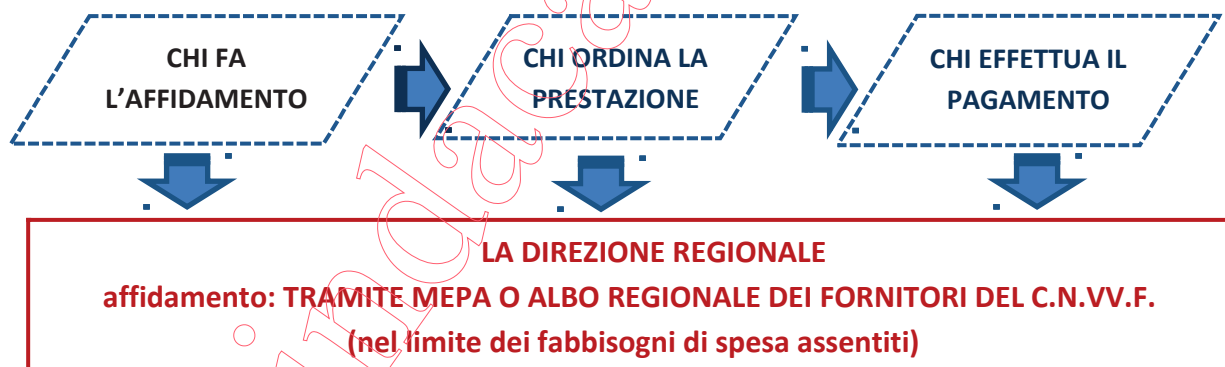 CHI FA
L’AFFIDAMENTO
CHI ORDINA LA
PRESTAZIONE
CHI EFFETTUA IL
PAGAMENTO
LA DIREZIONE REGIONALE
affidamento: TRAMITE MEPA O ALBO REGIONALE DEI FORNITORI DEL C.N.VV.F.
(nel limite dei fabbisogni di spesa assentiti)